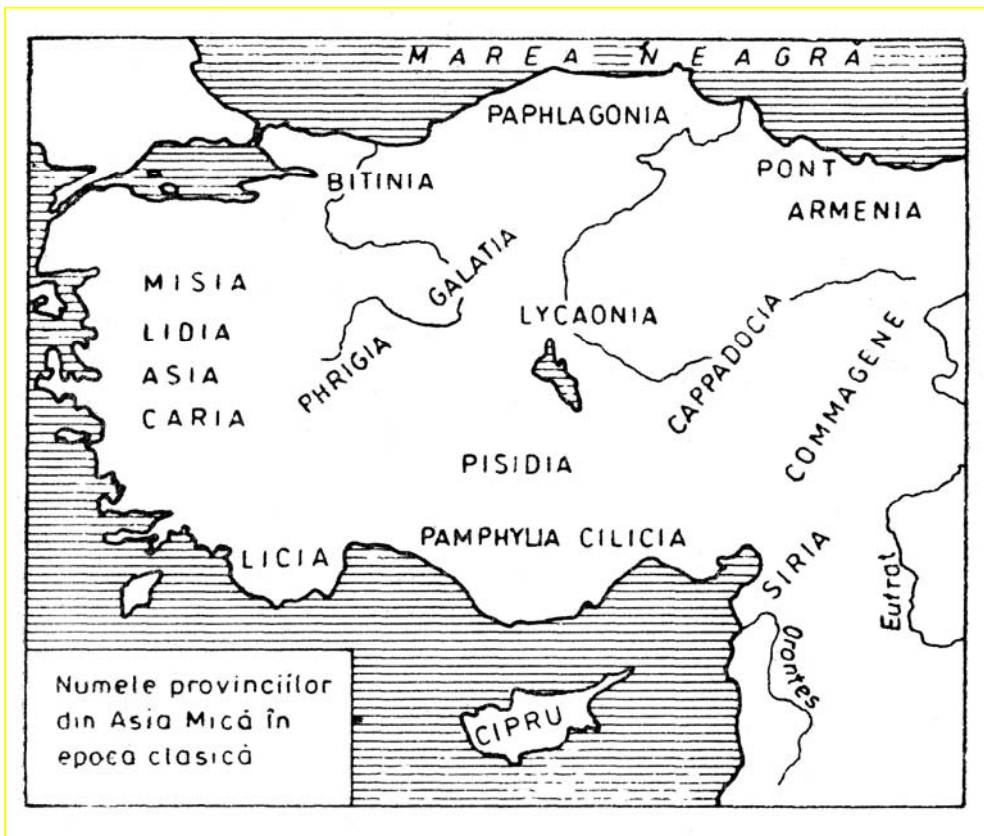 MAREA NEAGRĂ
PAPHLAGONIA
BITINIA
PONT
ARMENIA
GALATIA
MISIA
LYCAONIA
LIDIA
PHRIGIA
CAPPADOCIA
COMMAGENE
ASIA
CARIA
PISIDIA
PAMPHYLIA CILICIA
LICIA
SIRIA
Eufrat
Orontes
CIPRU
Numele provinciilor
din Asia Mică în
epoca clasică